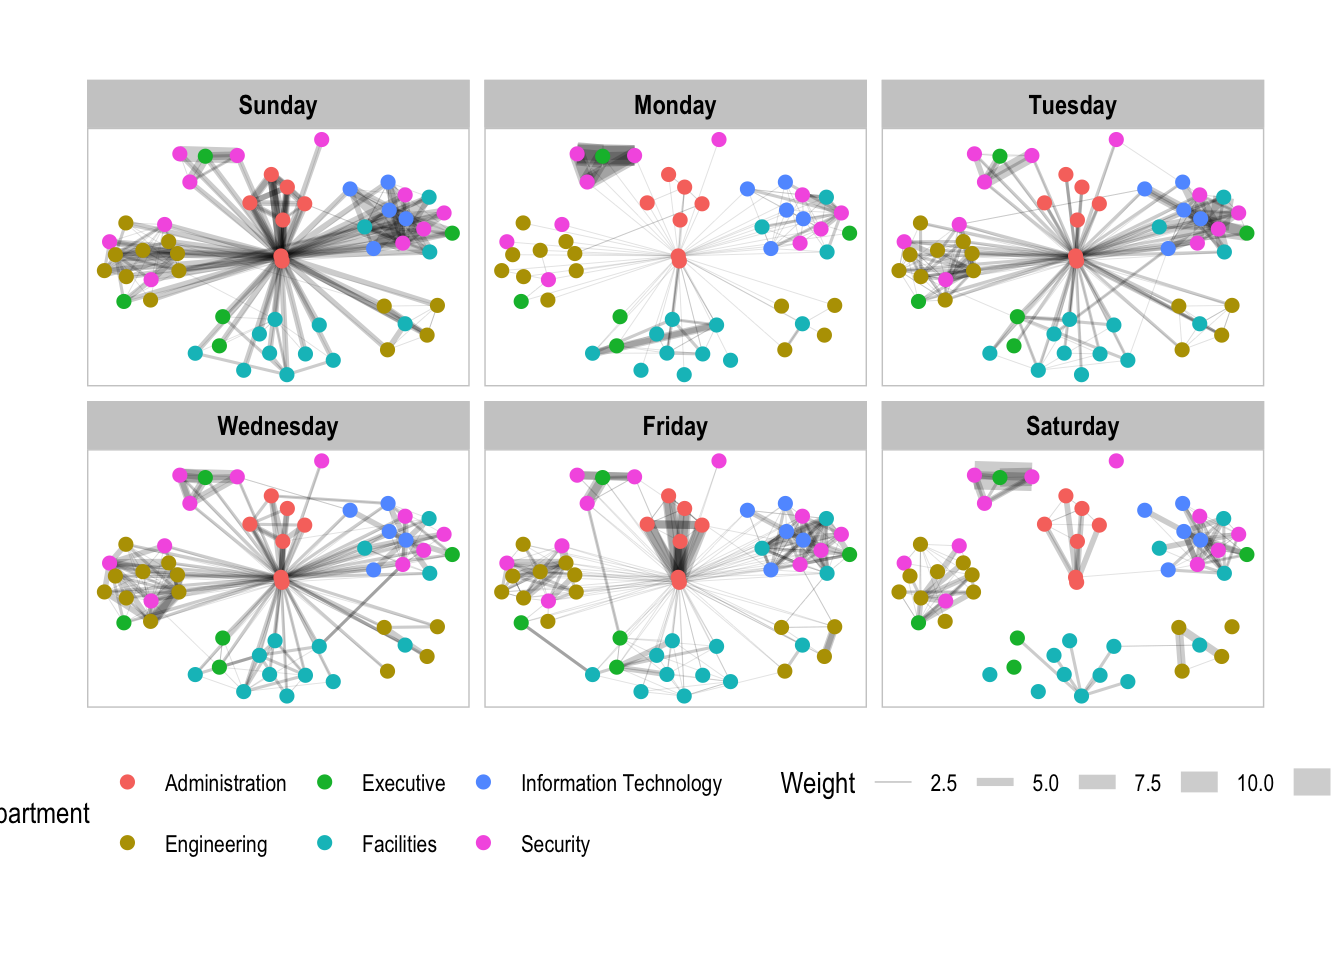 Sunday
Monday
Tuesday
Wednesday
Friday
Saturday
Administration
Executive
Information Technology
Weight
2.5
5.0
7.5
10.0
partment
Engineering
Facilities
Security